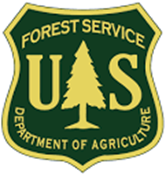 FOREST SERVICE
U S
DEPARTMENT OF AGRICULTURE